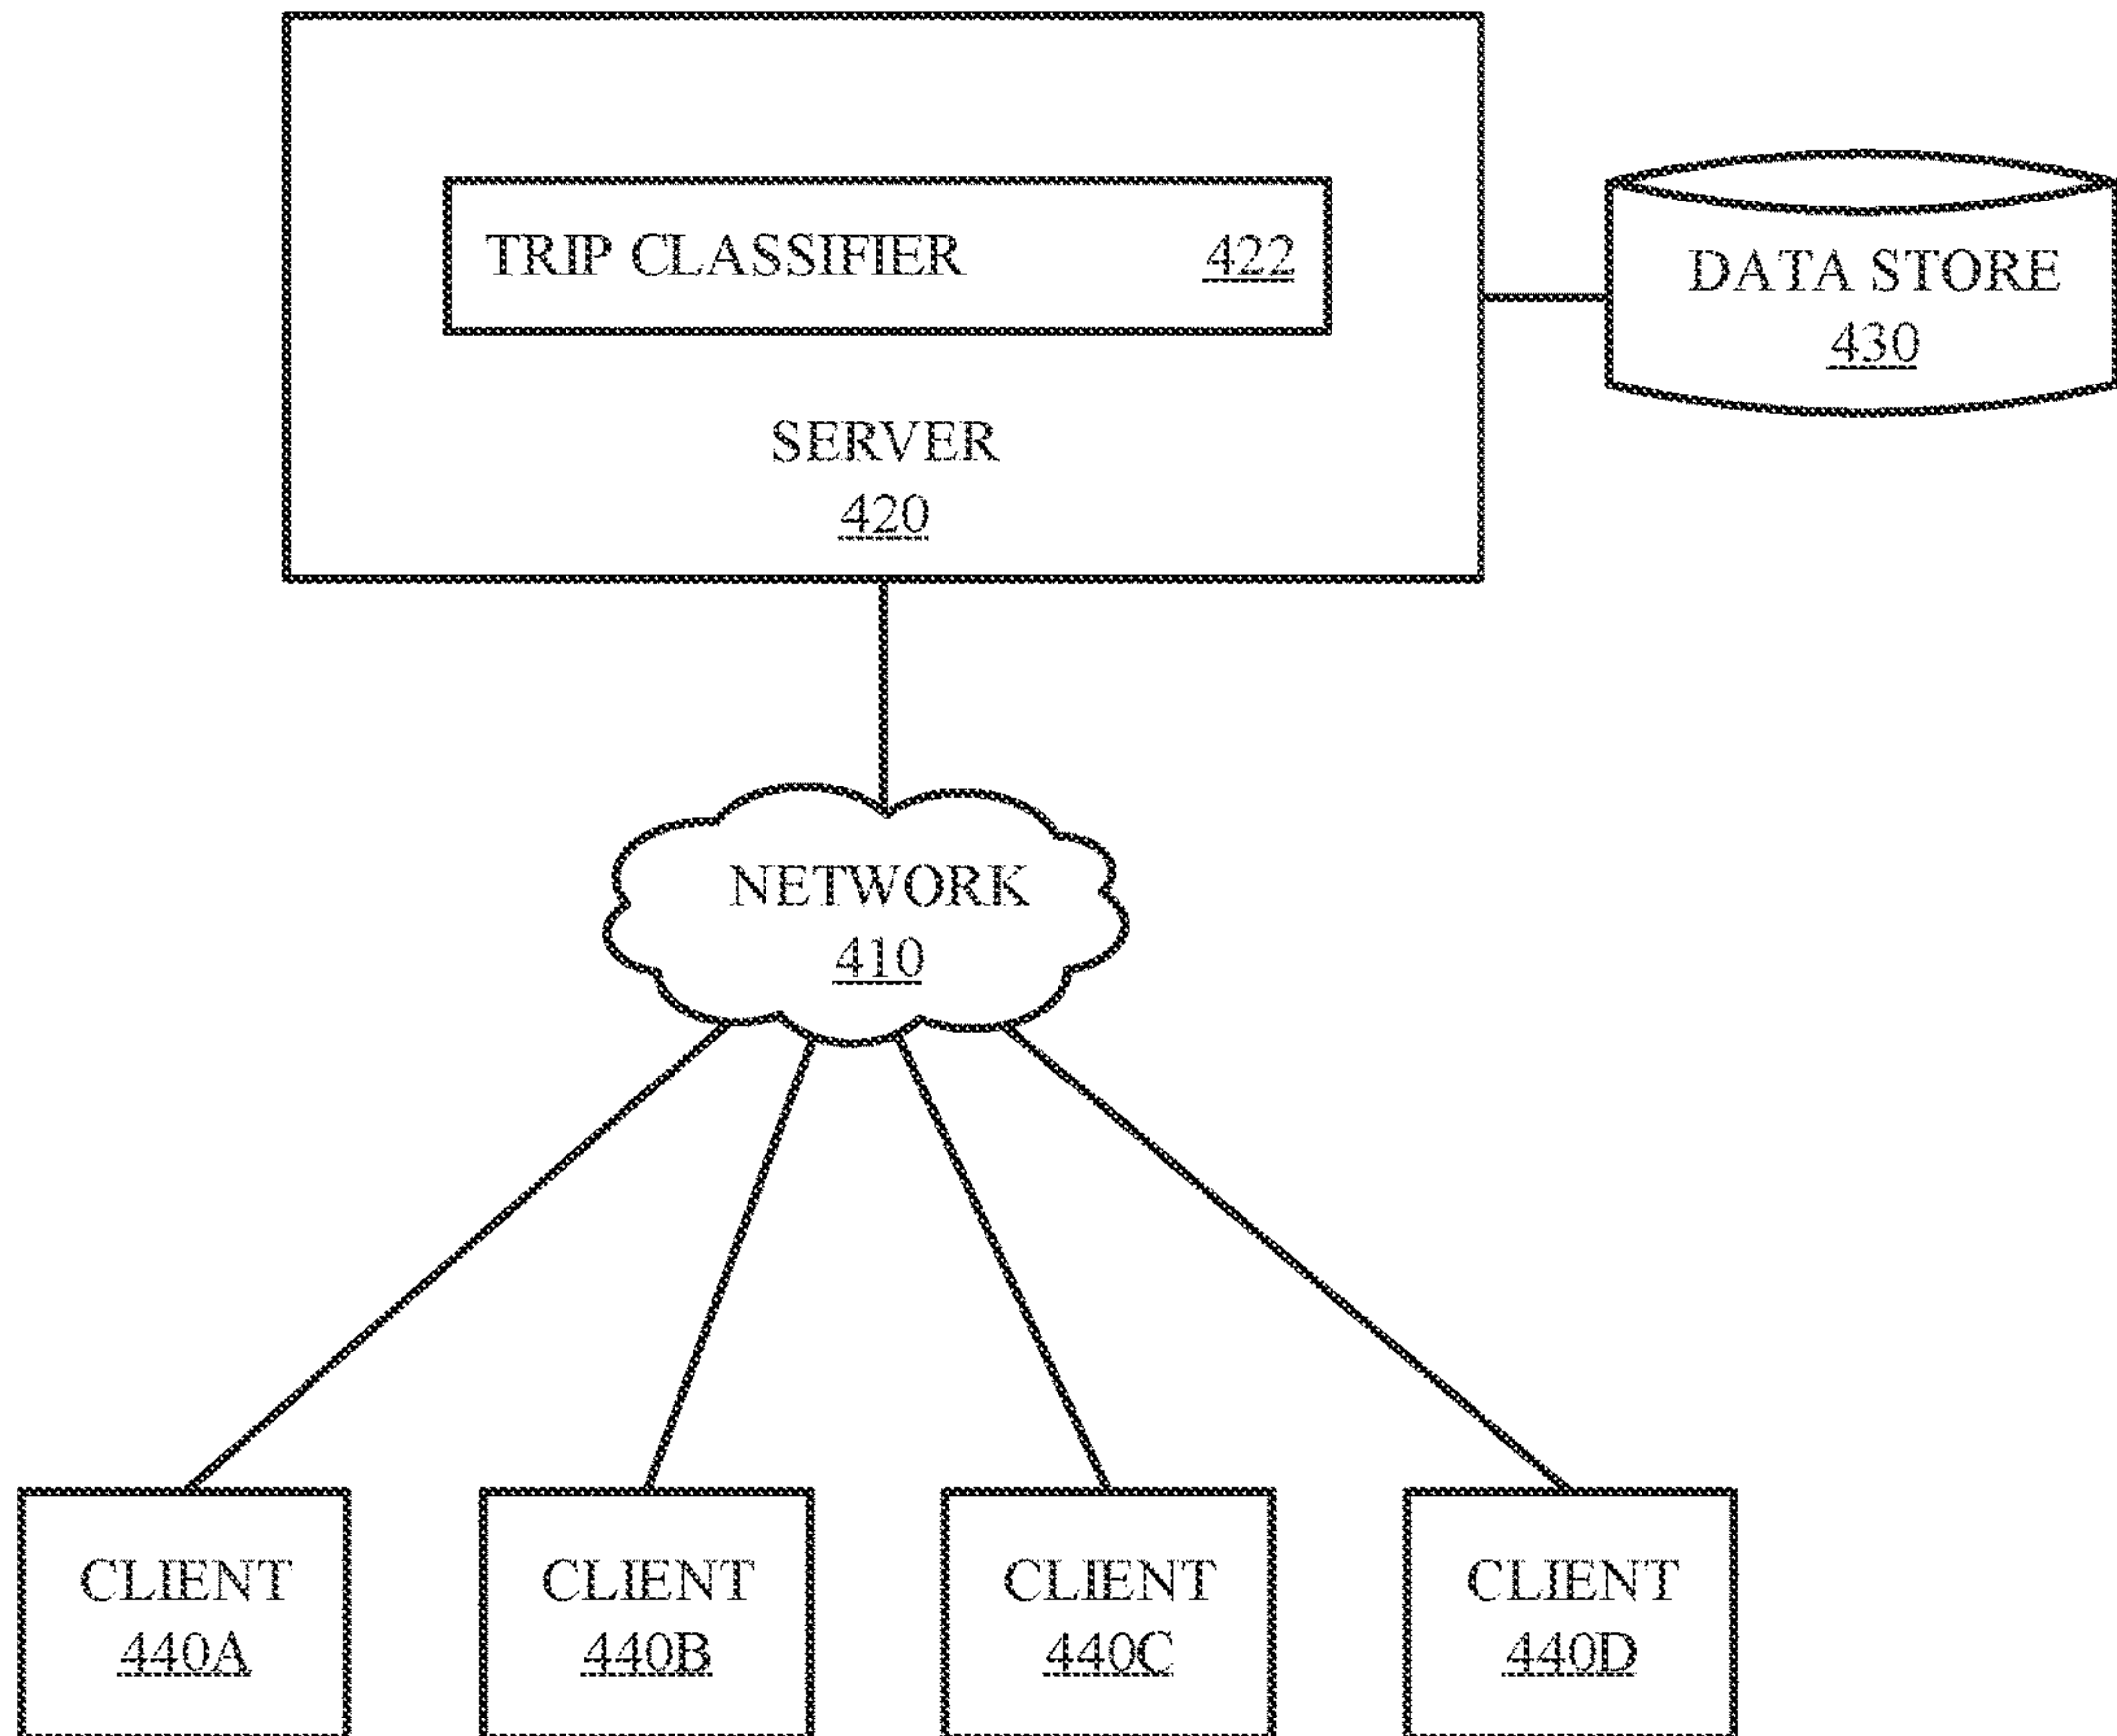 TRIP CLASSIFIER 422
DATA STORE
430
SERVER
420
NETWORK
410
CLIENT
440A
CLIENT
440B
CLIENT
440C
CLIENT
440D